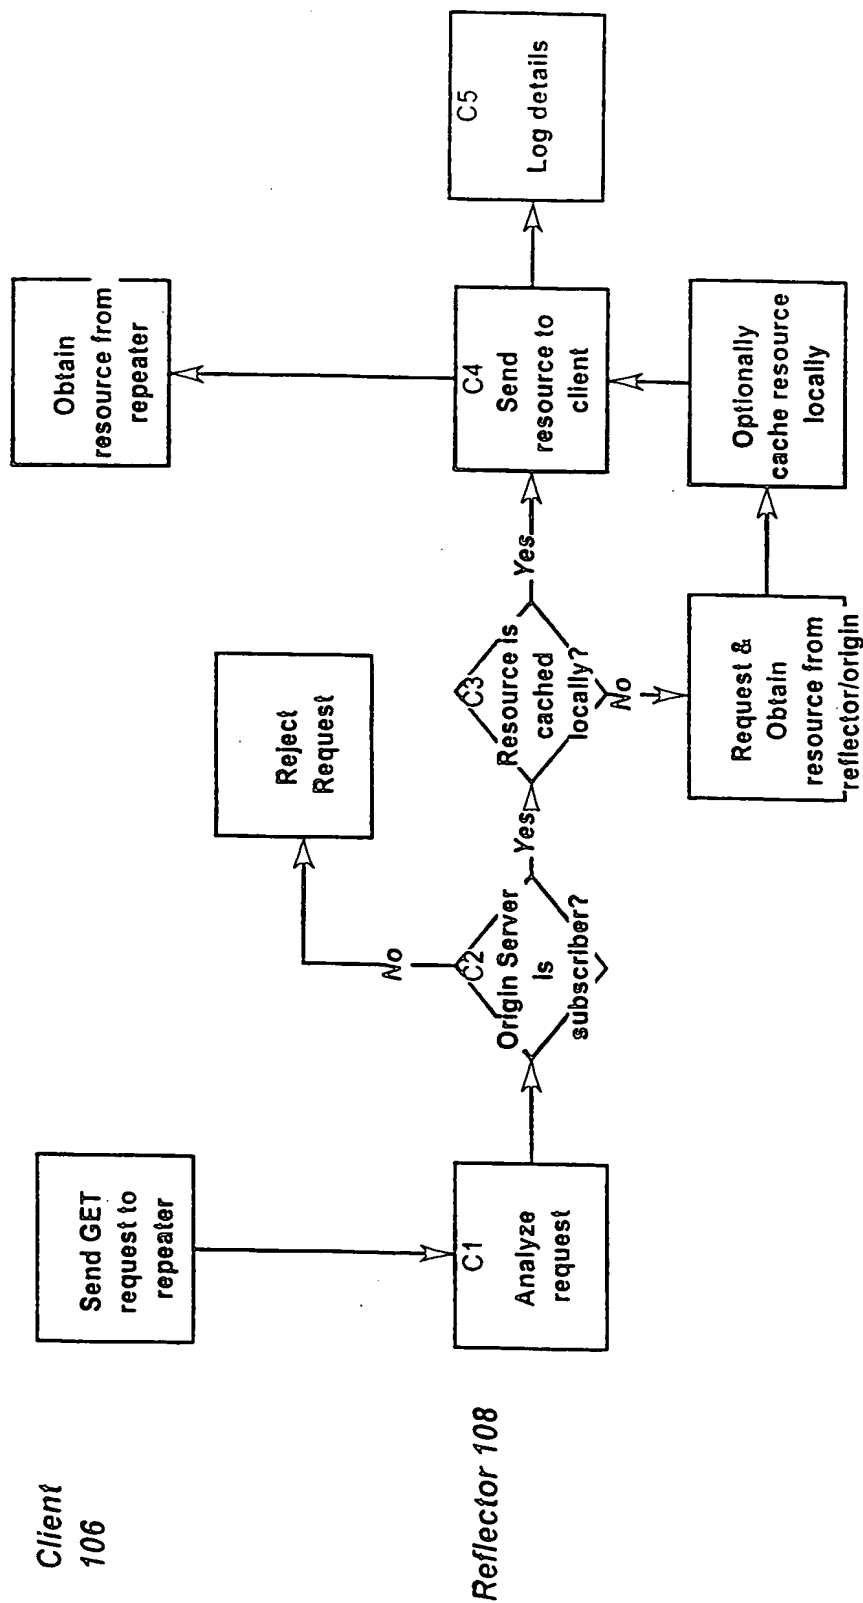 Client
106
Send GET
request to
repeater
Obtain
resource from
repeater
Reject
Request
No
Reflector 108
C1
Analyze
request
C2
Origin Server
is
subscriber?
Yes
C3
Resource is
cached
locally?
Yes
C4
Send
resource to
client
C5
Log details
No
Request &
Obtain
resource from
reflector/origin
Optionally
cache resource
locally